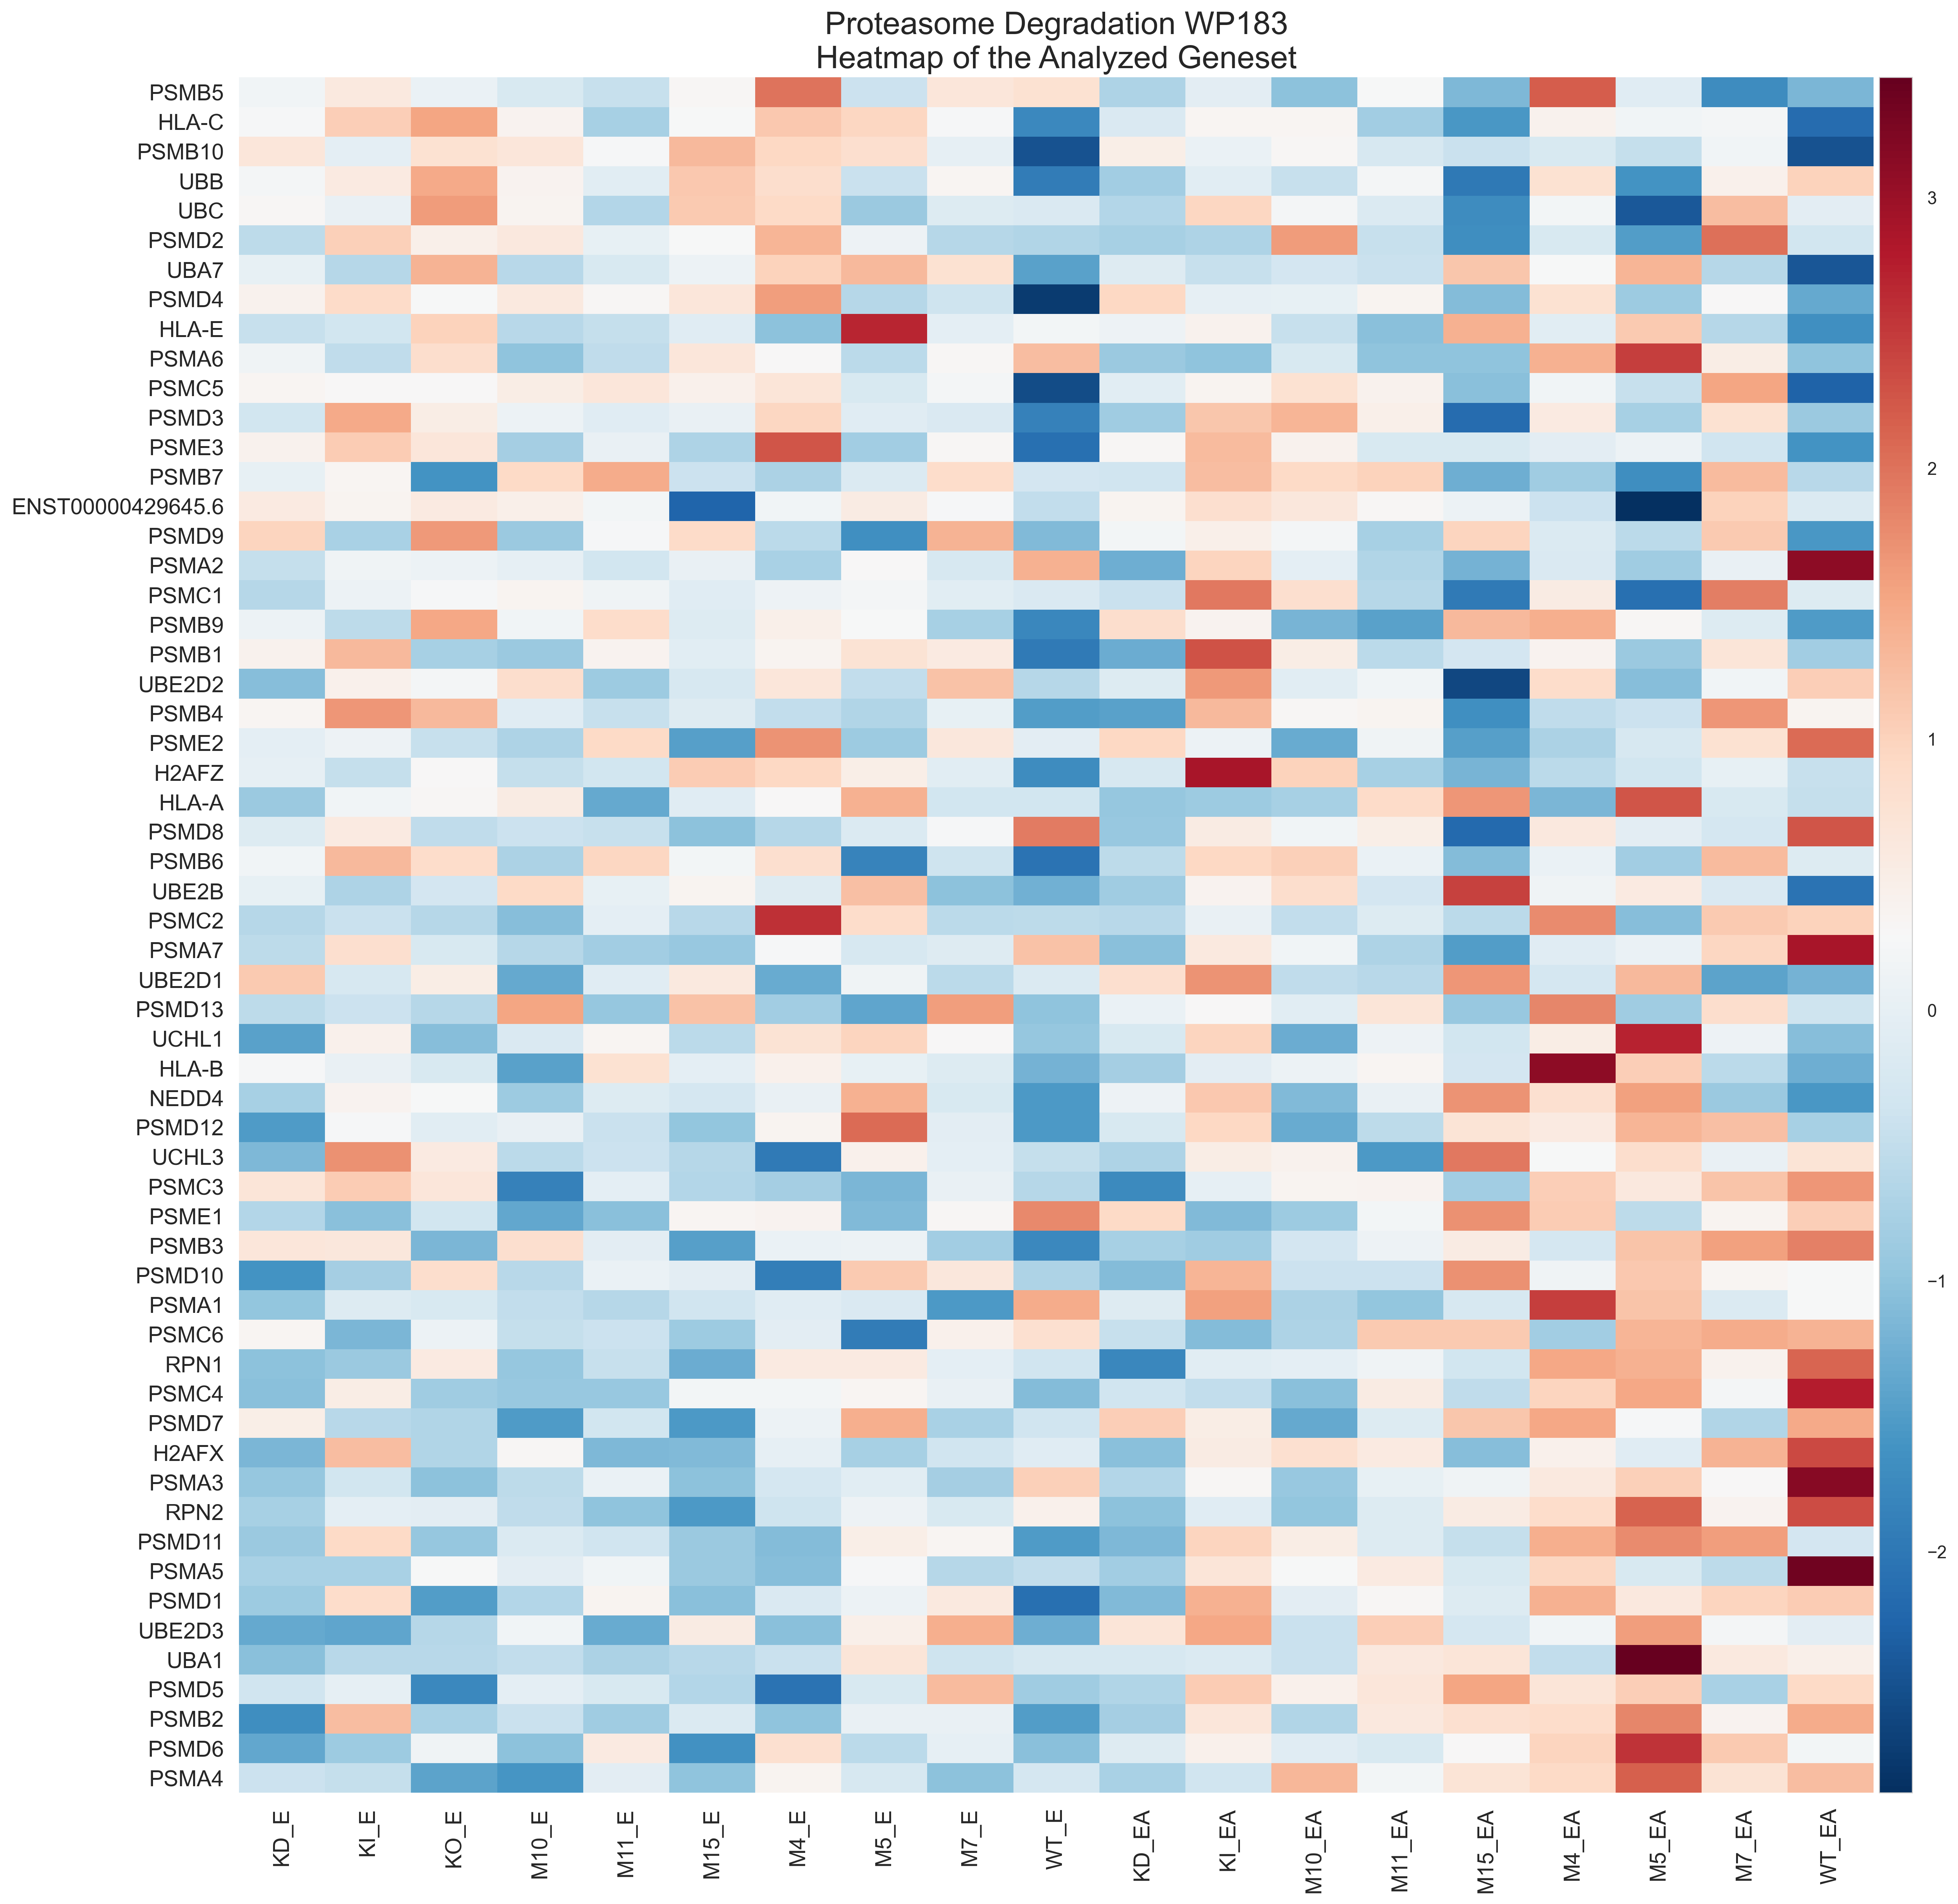 Proteasome Degradation WP183
Heatmap of the Analyzed Geneset
PSMB5
HLA-C
PSMB10
UBB
UBC
PSMD2
UBA7
PSMD4
HLA-E
PSMA6
PSMC5
PSMD3
PSME3
PSMB7
ENST00000429645.6
PSMD9
PSMA2
PSMC1
PSMB9
PSMB1
UBE2D2
PSMB4
PSME2
H2AFZ
HLA-A
PSMD8
PSMB6
UBE2B
PSMC2
PSMA7
UBE2D1
PSMD13
UCHL1
HLA-B
NEDD4
PSMD12
UCHL3
PSMC3
PSME1
PSMB3
PSMD10
PSMA1
PSMC6
RPN1
PSMC4
PSMD7
H2AFX
PSMA3
RPN2
PSMD11
PSMA5
PSMD1
UBE2D3
UBA1
PSMD5
PSMB2
PSMD6
PSMA4
KD_E
KI_E
KO_E
M10_E
M11_E
M15_E
M4_E
M5_E
M7_E
WT_E
KD_EA
KI_EA
M10_EA
M11_EA
M15_EA
M4_EA
M5_EA
M7_EA
WT_EA
3
2
1
0
−1
−2